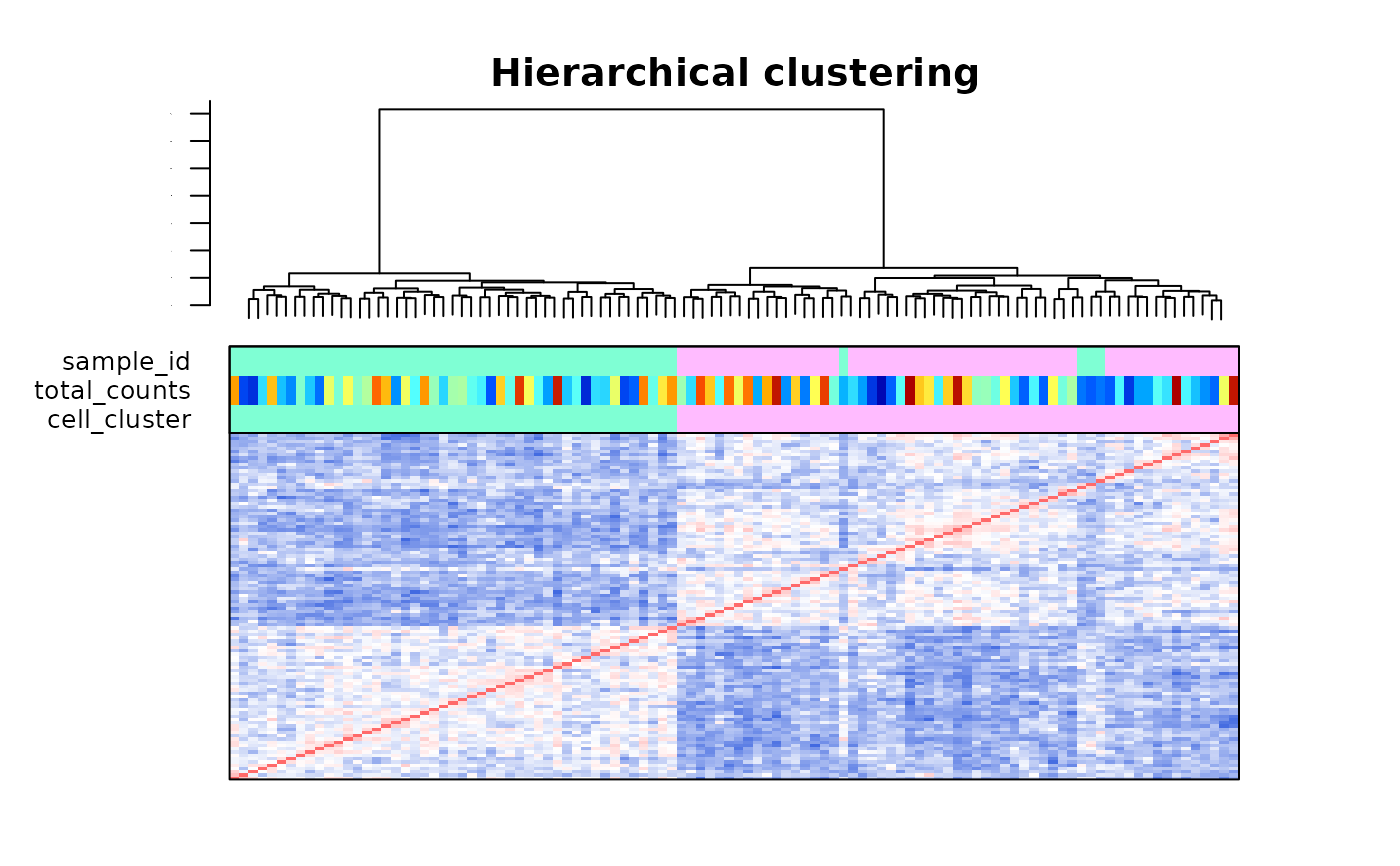 Hierarchical clustering
sample_id
total_counts
cell_cluster